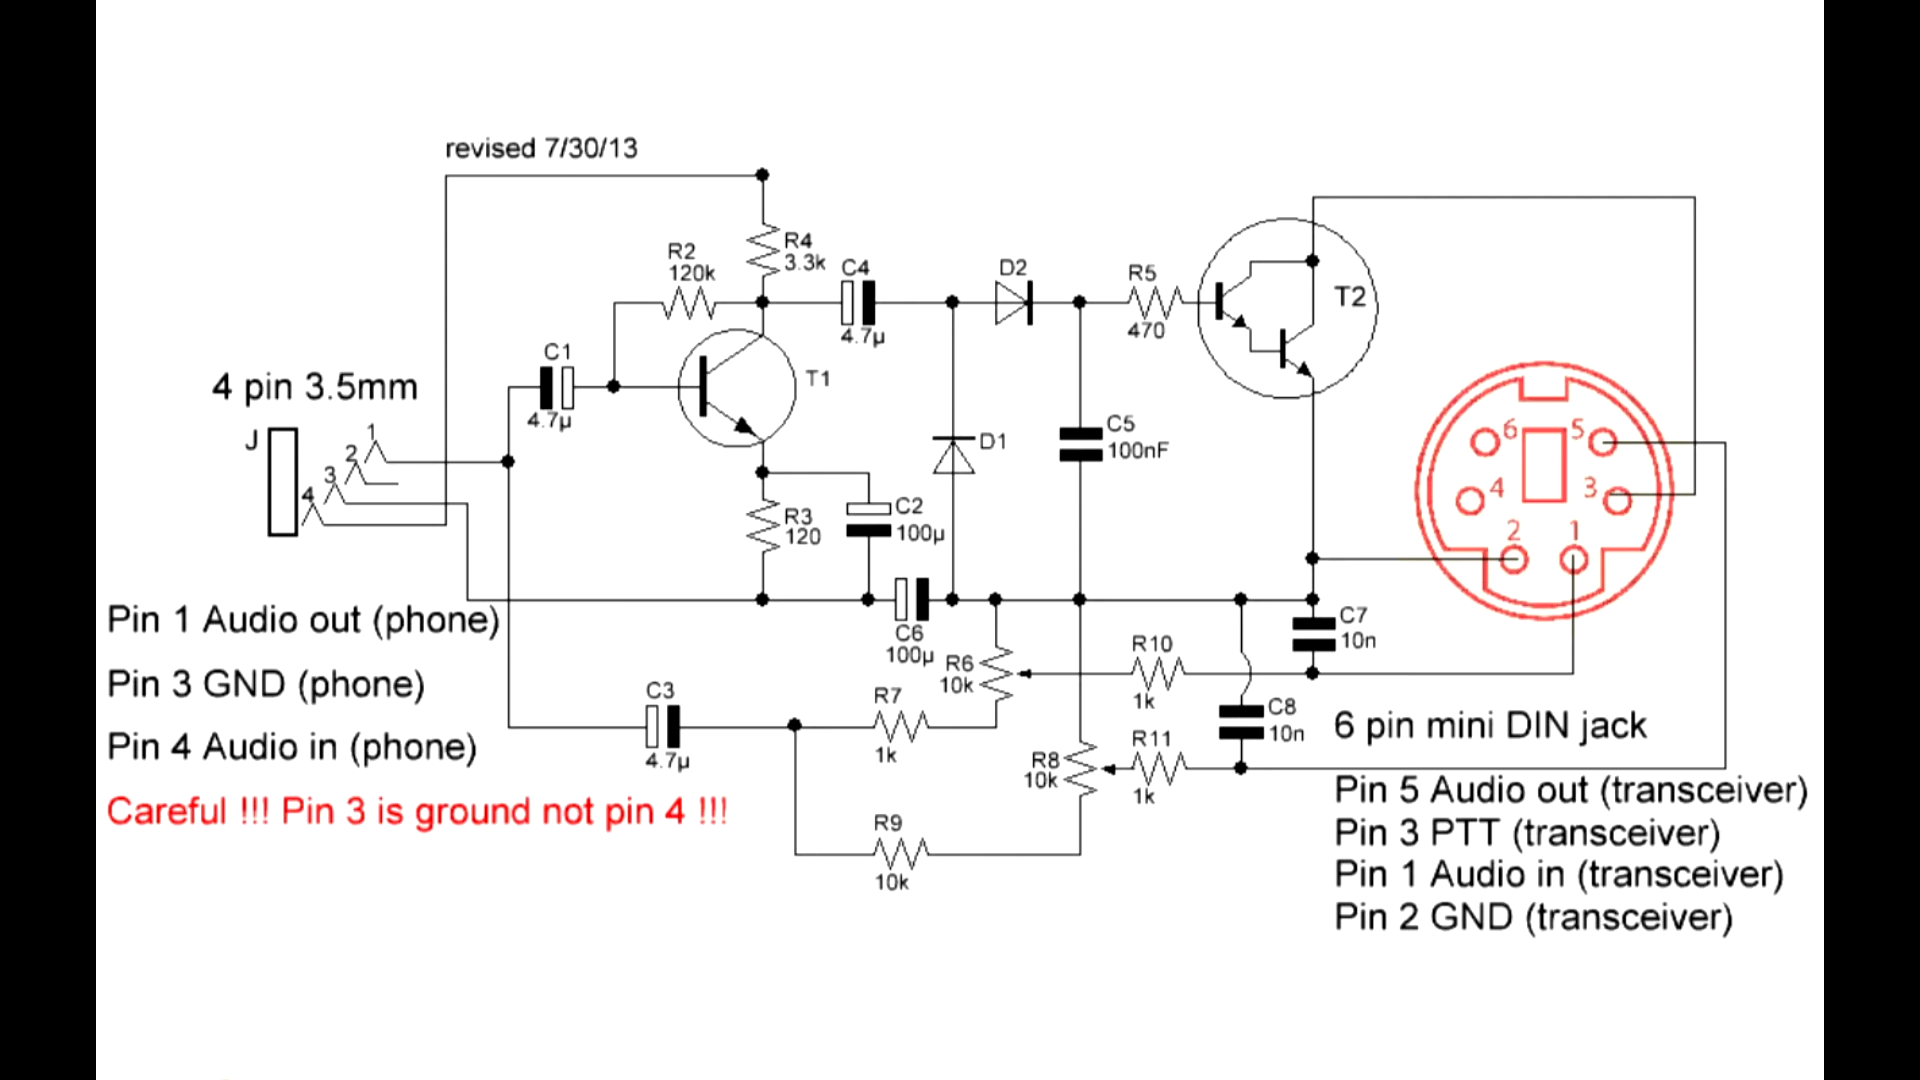 revised 7/30/13
R4
3.3k
R2
120k
C4
4.7µ
D2
R5
470
T2
C1
4.7µ
T1
4 pin 3.5mm
J
1
2
3
4
D1
C5
100nF
6
5
4
3
2
1
R3
120
C2
100µ
C6
100µ
C7
10n
Pin 1 Audio out (phone)
Pin 3 GND (phone)
Pin 4 Audio in (phone)
Careful !!! Pin 3 is ground not pin 4 !!!
R6
10k
R10
1k
C3
4.7µ
R7
1k
C8
10n
R8
10k
R11
1k
R9
10k
6 pin mini DIN jack
Pin 5 Audio out (transceiver)
Pin 3 PTT (transceiver)
Pin 1 Audio in (transceiver)
Pin 2 GND (transceiver)